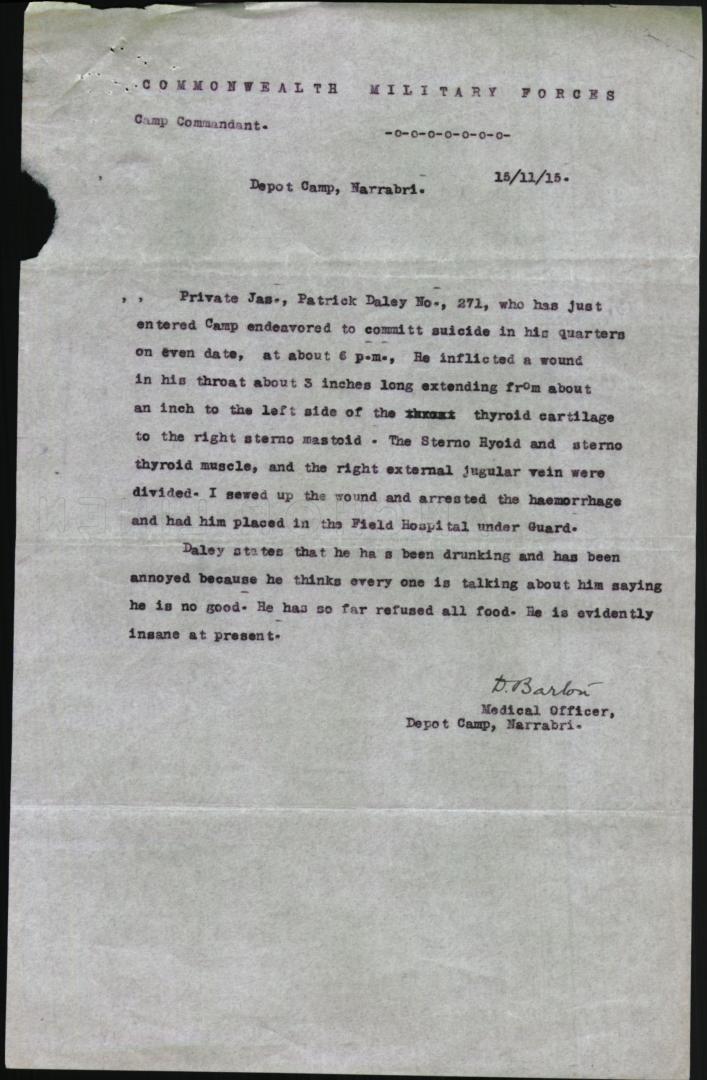 COMMONWEALTH MILITARY FORCES
Camp Commandant.
-o-o-o-o-o-o-o-
Depot Camp, Narrabri. 15/11/15.
, , Private Jas., Patrick Daley No., 271, who has just
entered Camp endeavored to committ suicide in his quarters
on even date, at about 6 p.m., He inflicted a wound
in his throat about 3 inches long extending from about
an inch to the left side of the throat thyroid cartilage
to the right sterno mastoid . The Sterno Hyoid and sterno
thyroid muscle, and the right external jugular vein were
divided. I sewed up the wound and arrested the haemorrhage
and had him placed in the Field Hospital under Guard.
Daley states that he ha s been drunking and has been
annoyed because he thinks every one is talking about him saying
he is no good. He has so far refused all food. He is evidently
insane at present.
D. Barton
Medical Officer,
Depot Camp, Narrabri.